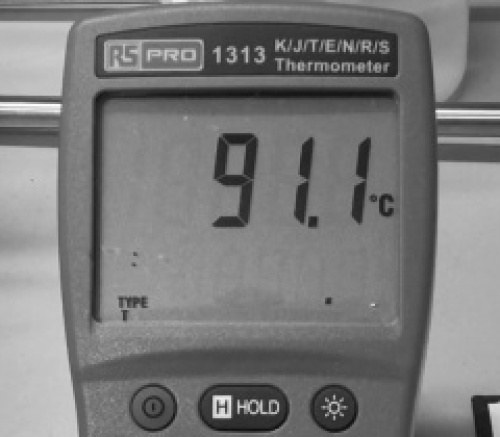 RS PRO 1313 K/J/T/E/N/R/S
Thermometer
91.1 °C
TYPE
T
H HOLD